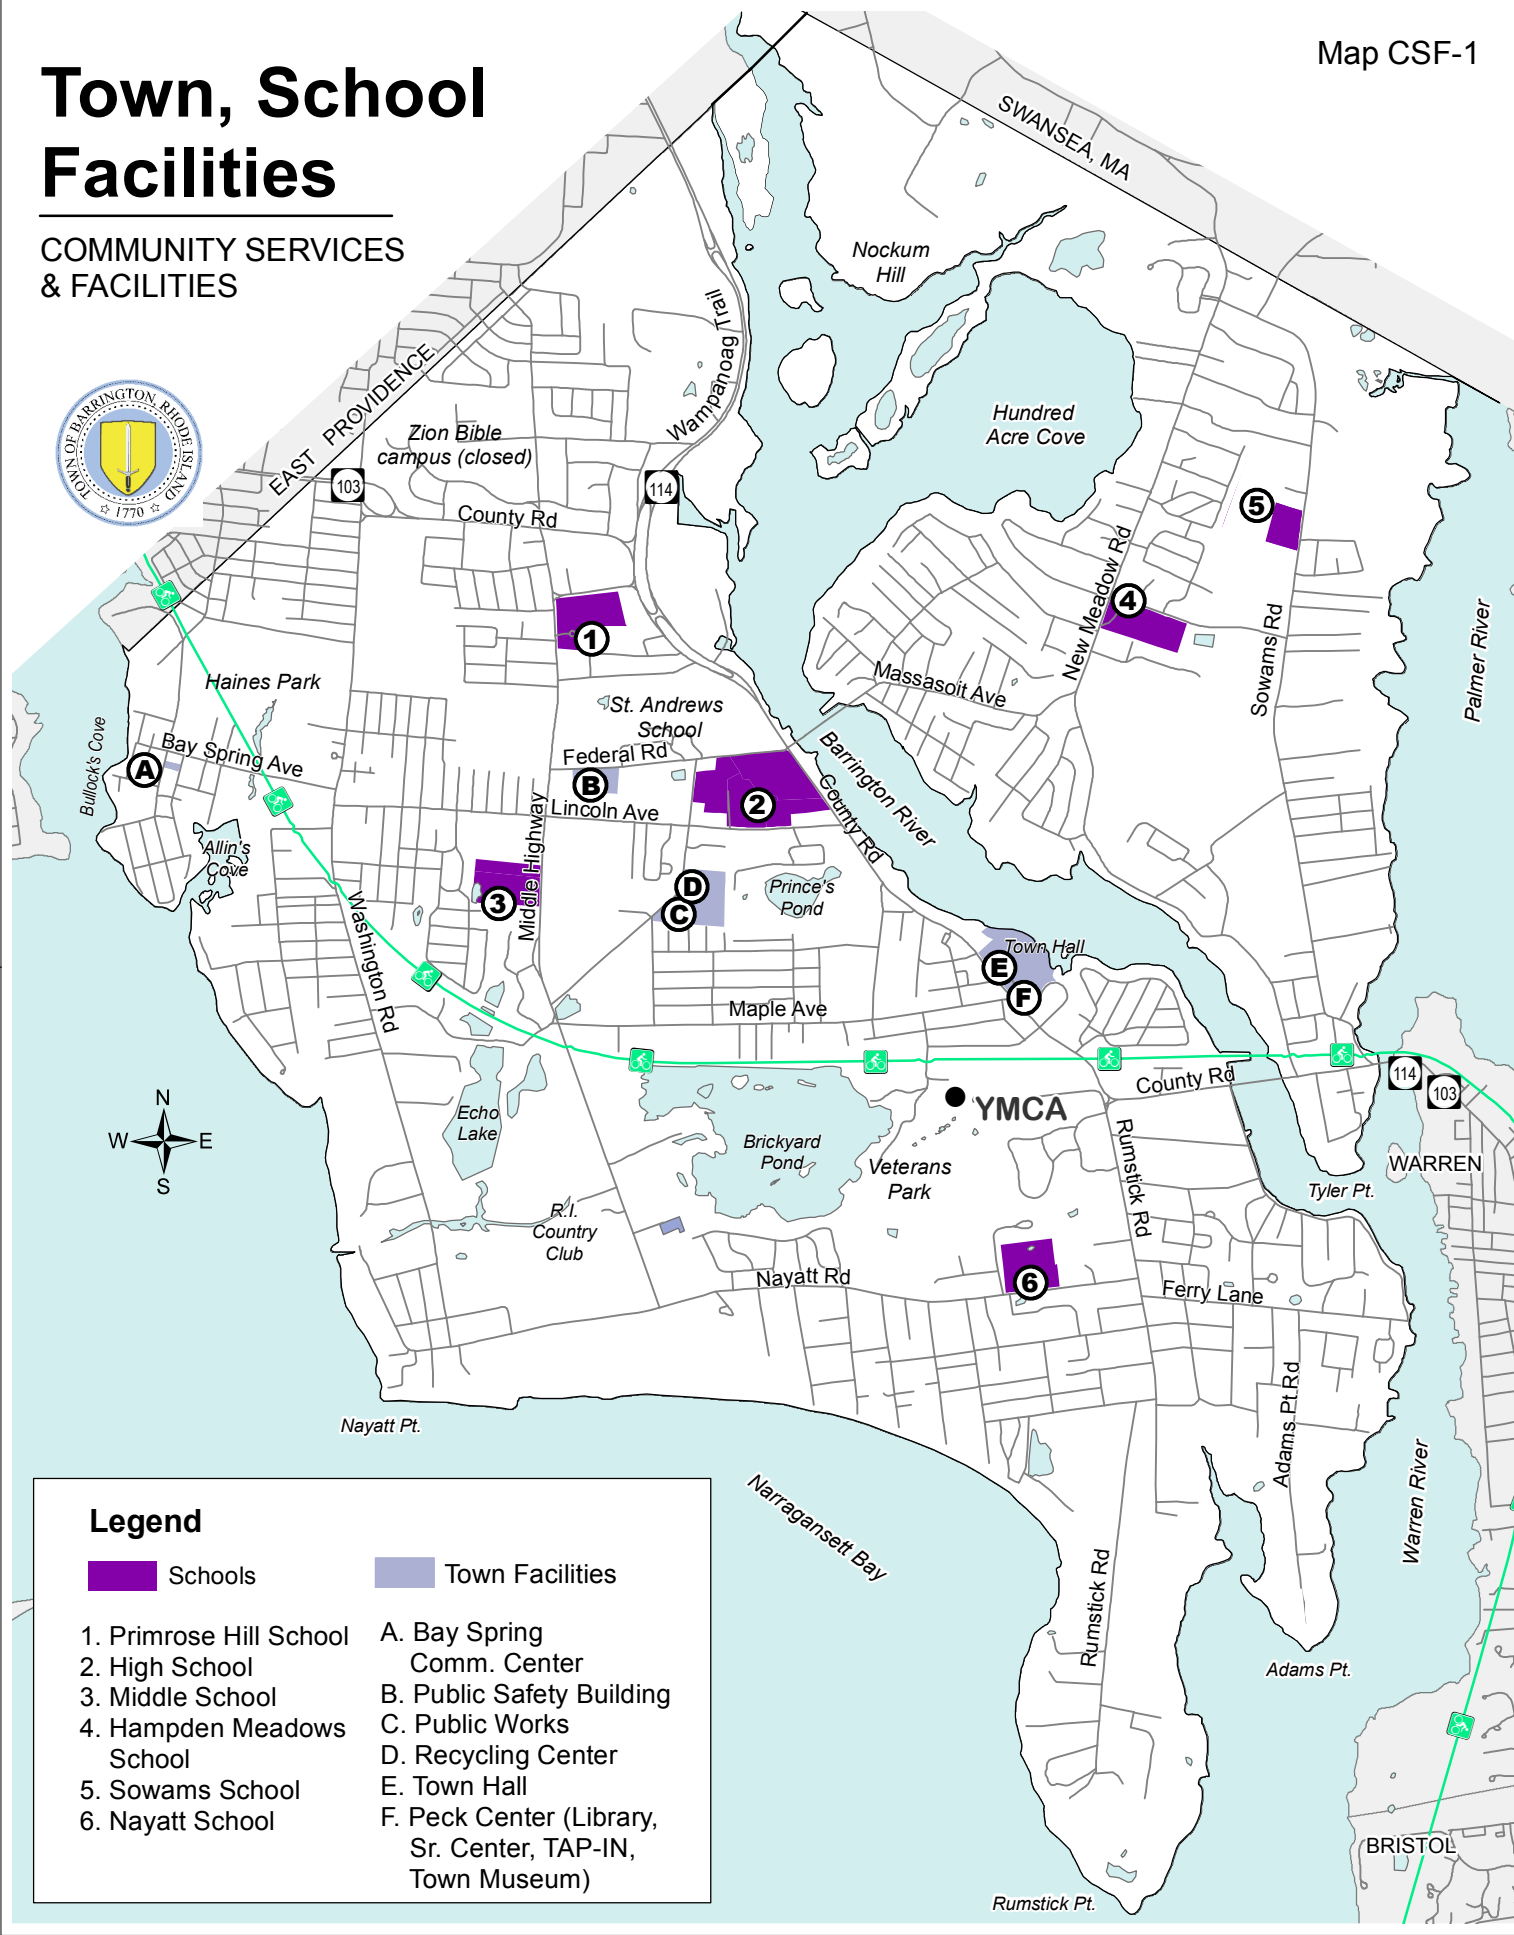 Map CSF-1
Town, School
Facilities
COMMUNITY SERVICES
& FACILITIES
SWANSEA, MA
Nockum
Hill
Wampanoag Trail
EAST PROVIDENCE
TOWN OF BARRINGTON, RHODE ISLAND
1770
Zion Bible
campus (closed)
Hundred
Acre Cove
103
114
County Rd
5
New Meadow Rd
4
1
Sowams Rd
Palmer River
Haines Park
Massasoit Ave
St. Andrews
School
Bullock's Cove
Bay Spring Ave
A
Federal Rd
B
Lincoln Ave
2
Barrington River
County Rd
Allin's
Cove
Middle Highway
3
D
C
Prince's
Pond
Washington Rd
Town Hall
E
F
Maple Ave
County Rd
114
103
YMCA
N
W
E
S
Echo
Lake
Brickyard
Pond
Veterans
Park
Rumstick Rd
WARREN
Tyler Pt.
R.I.
Country
Club
Nayatt Rd
6
Ferry Lane
Adams Pt Rd
Nayatt Pt.
Narragansett Bay
Warren River
Rumstick Rd
Adams Pt.
BRISTOL
Rumstick Pt.
Legend
Schools
Town Facilities
1. Primrose Hill School
2. High School
3. Middle School
4. Hampden Meadows
School
5. Sowams School
6. Nayatt School
A. Bay Spring
Comm. Center
B. Public Safety Building
C. Public Works
D. Recycling Center
E. Town Hall
F. Peck Center (Library,
Sr. Center, TAP-IN,
Town Museum)